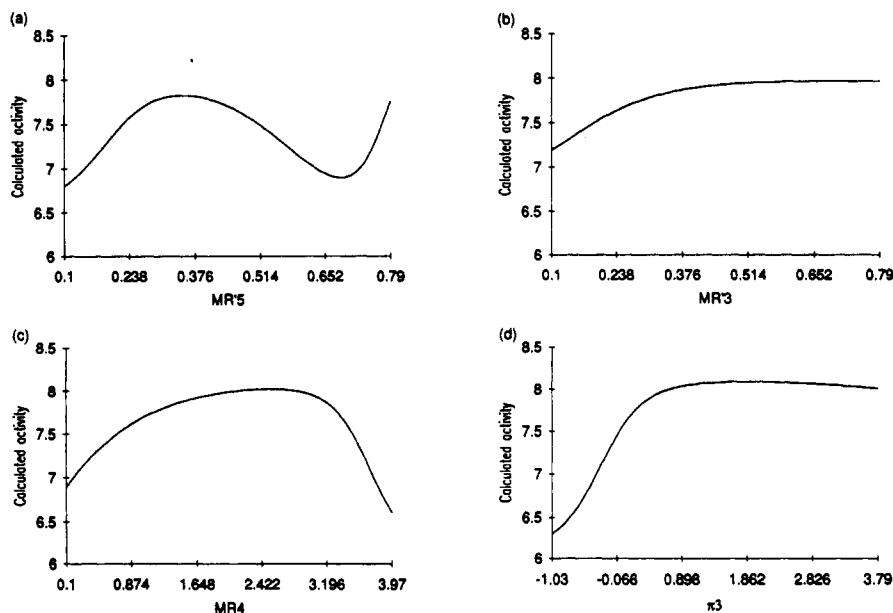 (a)
8.5
8
7.5
7
6.5
6
Calculated activity
0.1 0.238 0.376 0.514 0.652 0.79
MR'5
(b)
8.5
8
7.5
7
6.5
6
Calculated activity
0.1 0.238 0.376 0.514 0.652 0.79
MR'3
(c)
8.5
8
7.5
7
6.5
6
Calculated activity
0.1 0.874 1.648 2.422 3.196 3.97
MR4
(d)
8.5
8
7.5
7
6.5
6
Calculated activity
-1.03 -0.066 0.898 1.862 2.826 3.79
π3